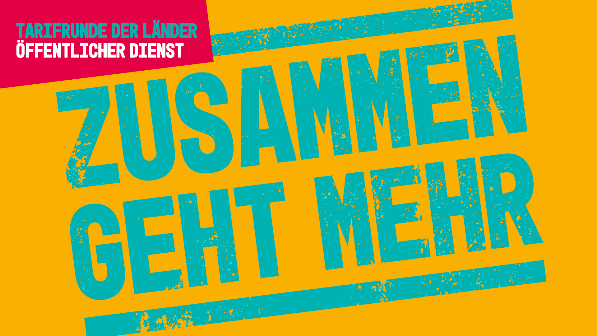 TARIFRUNDE DER LÄNDER
ÖFFENTLICHER DIENST
ZUSAMMEN
GEHT MEHR